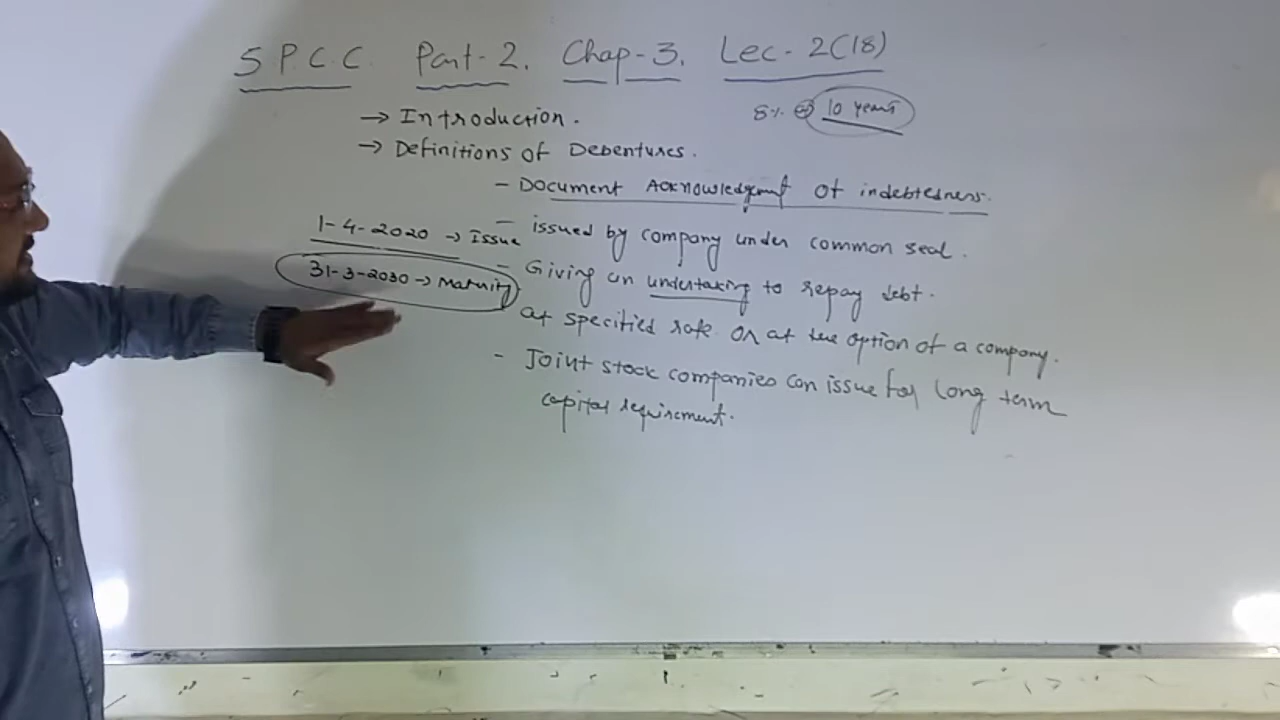 S P.C.C. Part-2. Chap-3. Lec-2(18)
→ Introduction.
8% 10 years
→ Definitions of Debentures.
- Document Acknowledgement of indebtedness.
1-4-2020 → Issue
- issued by company under common seal.
31-3-2030 → Maturity
- Giving an undertaking to repay debt.
at specified rate or at the option of a company.
- Joint stock companies can issue for long term
capital requirement.